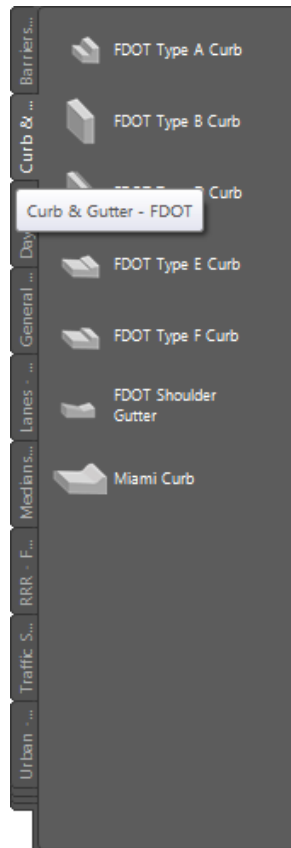 Barriers...
FDOT Type A Curb
Curb & ...
FDOT Type B Curb
Curb
Curb & Gutter - FDOT
Day
FDOT Type E Curb
General ...
FDOT Type F Curb
Lanes - ...
FDOT Shoulder
Gutter
Medians...
Miami Curb
RRR - F...
Traffic S...
Urban - ...